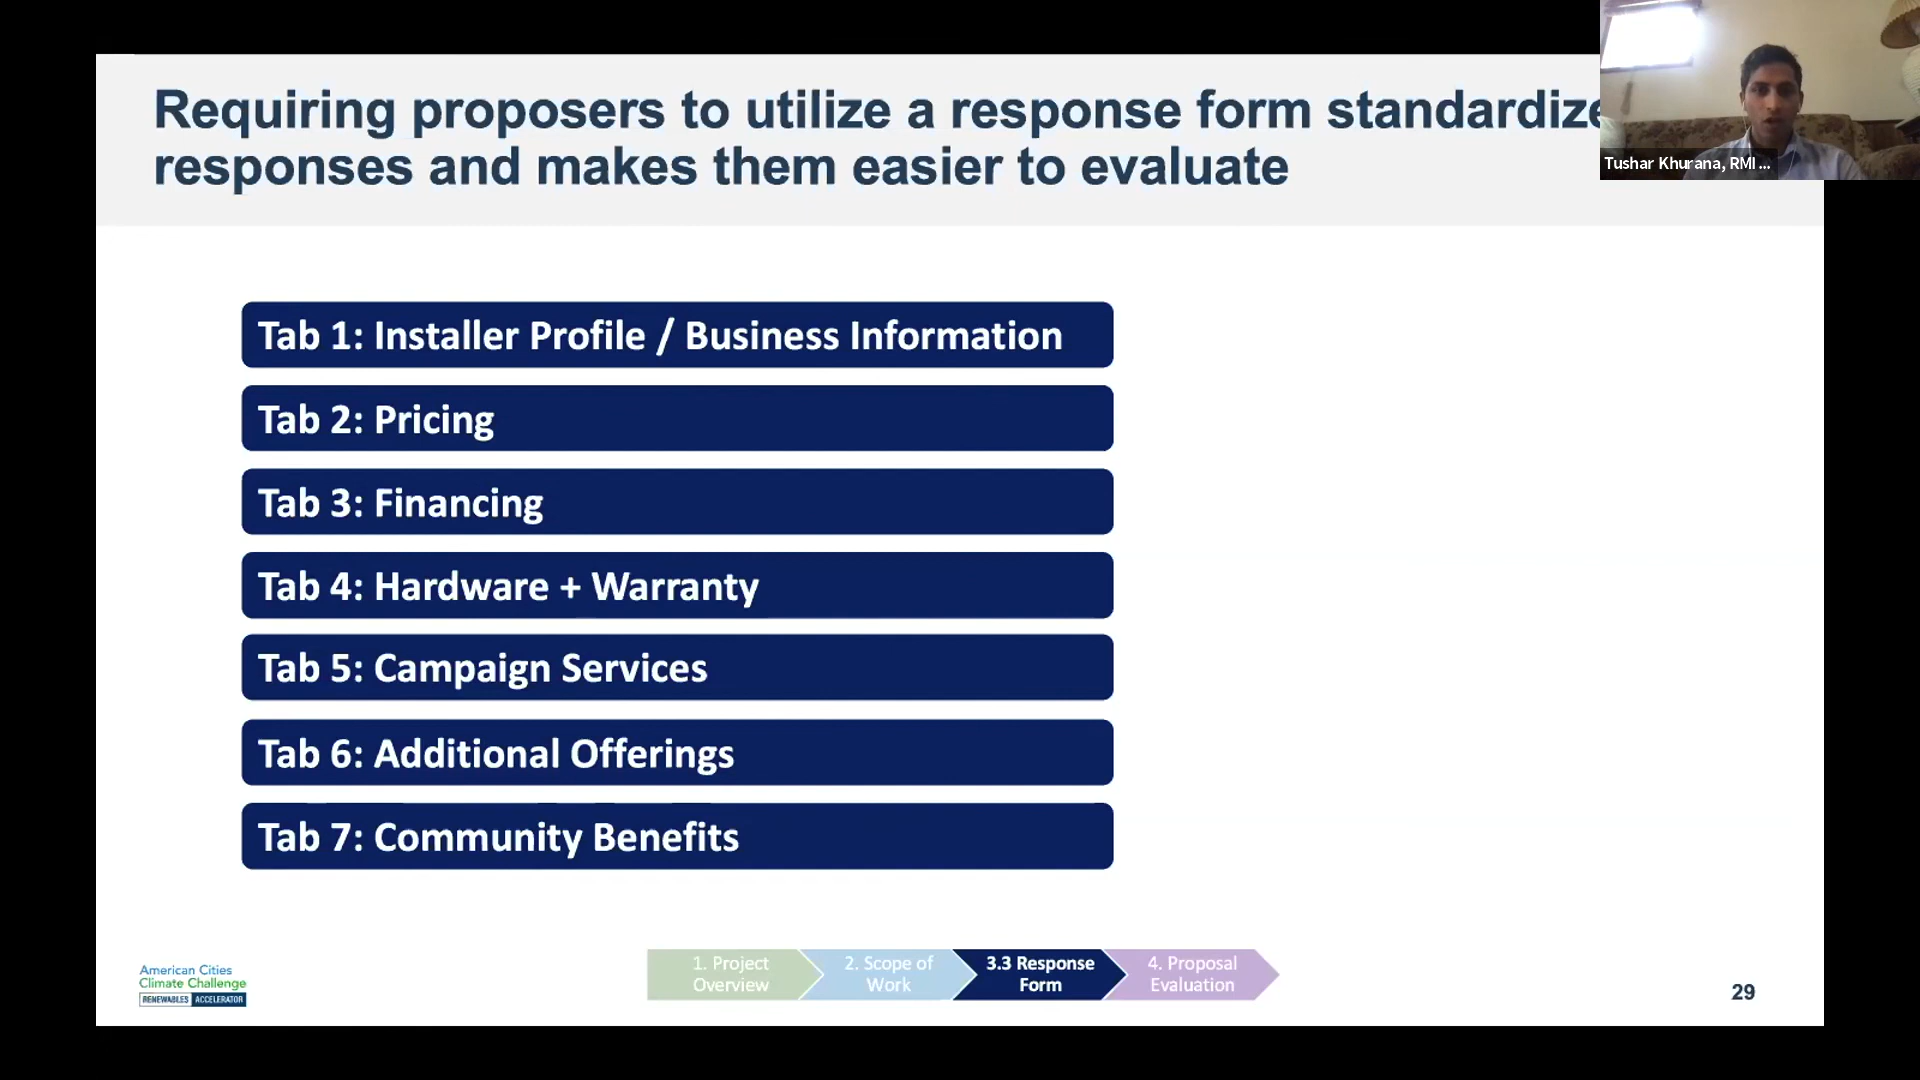 Requiring proposers to utilize a response form standardize
responses and makes them easier to evaluate
Tushar Khurana, RMI ...
Tab 1: Installer Profile / Business Information
Tab 2: Pricing
Tab 3: Financing
Tab 4: Hardware + Warranty
Tab 5: Campaign Services
Tab 6: Additional Offerings
Tab 7: Community Benefits
American Cities
Climate Challenge
RENEWABLES ACCELERATOR
1. Project
Overview
2. Scope of
Work
3.3 Response
Form
4. Proposal
Evaluation
29